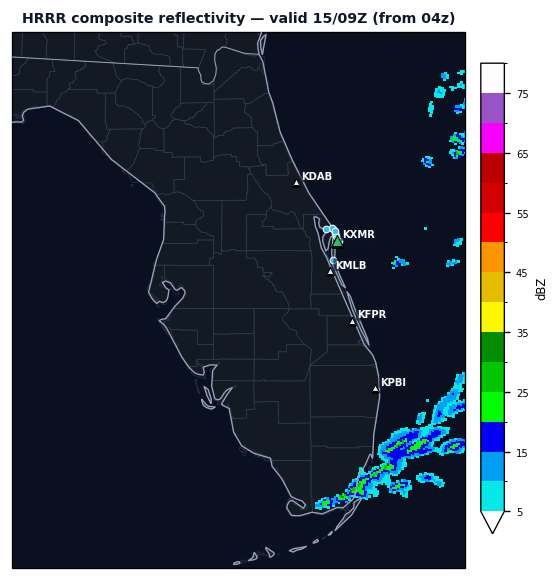 HRRR composite reflectivity — valid 15/09Z (from 04z)
KDAB
KXMR
KMLB
KFPR
KPBI
75
65
55
45
35
25
15
5
dBZ